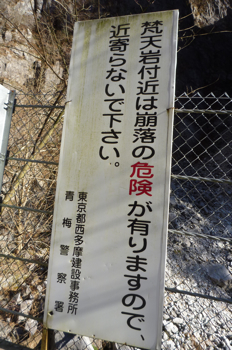 梵天岩付近は崩落の危険が有りますので、
近寄らないで下さい。
東京都西多摩建設事務所
青梅警察署